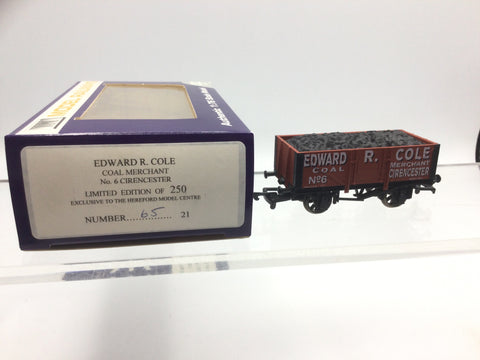 EDWARD R. COLE
COAL MERCHANT
No. 6 CIRENCESTER
LIMITED EDITION OF 250
EXCLUSIVE TO THE HEREFORD MODEL CENTRE
NUMBER............... 65 21
EDWARD R. COLE
COAL MERCHANT
No6 CIRENCESTER